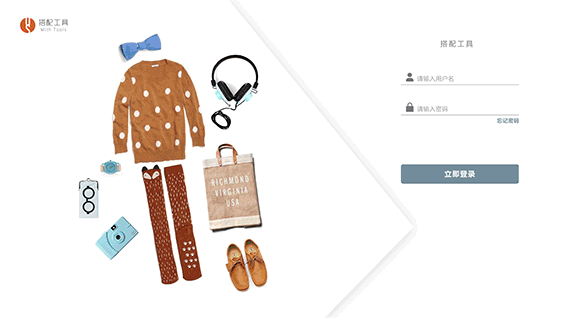 搭配工具
With Tools
RICHMOND
VIRGINIA
USA
搭配工具
请输入用户名
请输入密码
忘记密码
立即登录